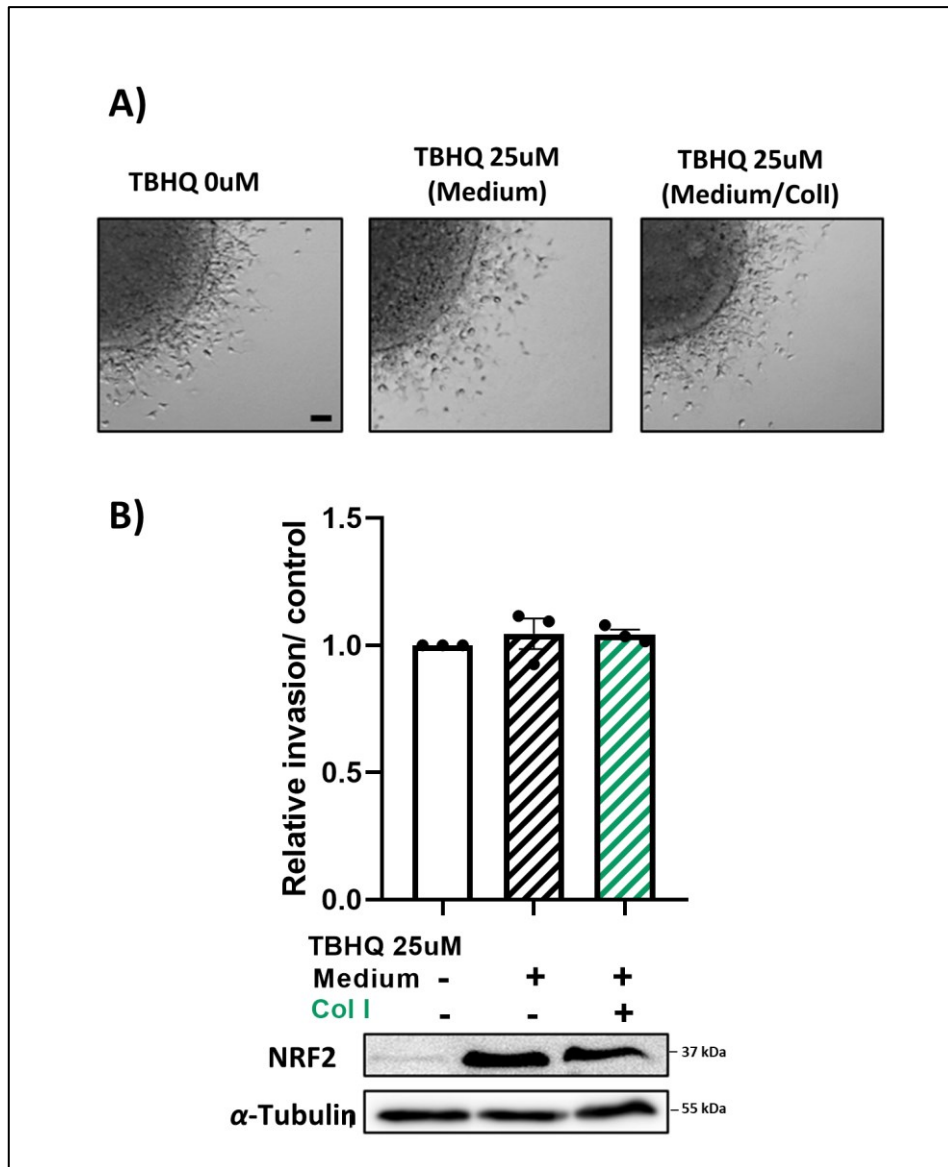 A)
TBHQ 0uM
TBHQ 25uM
(Medium)
TBHQ 25uM
(Medium/ColI)
B)
Relative invasion/ control
1.5
1.0
0.5
0.0
TBHQ 25uM
Medium - + +
Col I - - +
NRF2
37 kDa
α-Tubulin
55 kDa